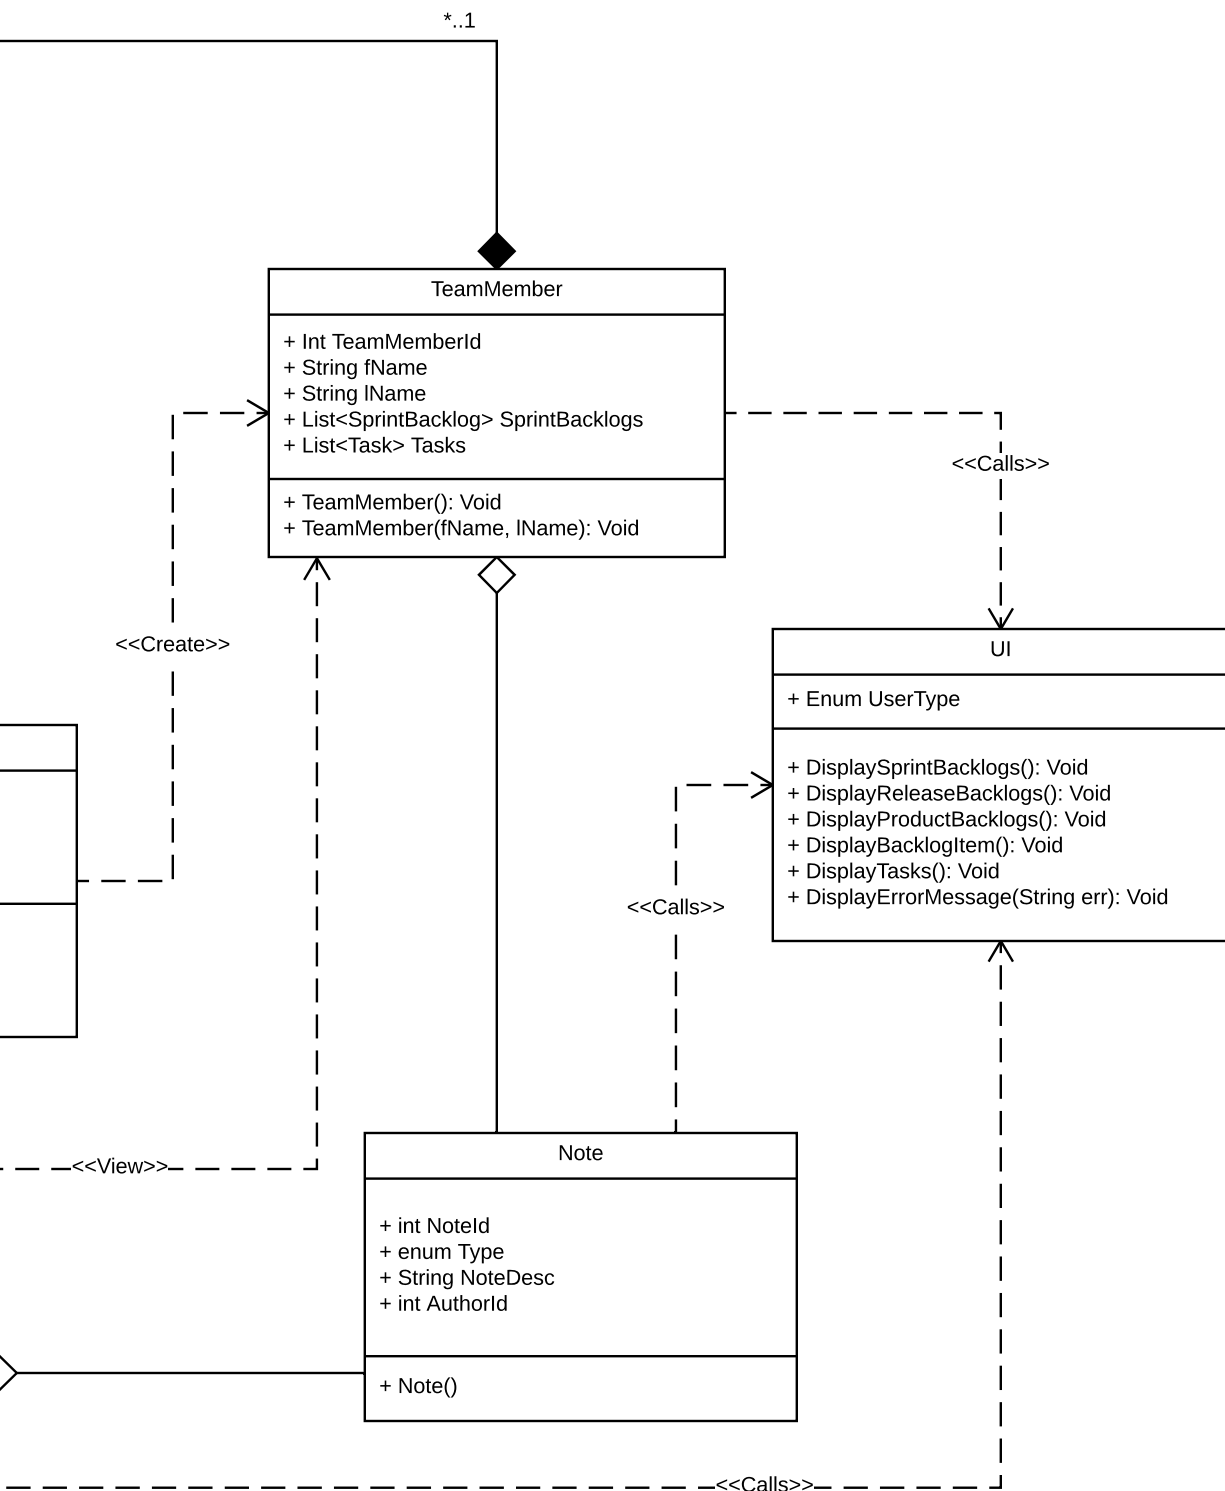 *..1
TeamMember
+ Int TeamMemberId
+ String fName
+ String lName
+ List<SprintBacklog> SprintBacklogs
+ List<Task> Tasks
+ TeamMember(): Void
+ TeamMember(fName, lName): Void
<<Calls>>
<<Create>>
UI
+ Enum UserType
+ DisplaySprintBacklogs(): Void
+ DisplayReleaseBacklogs(): Void
+ DisplayProductBacklogs(): Void
+ DisplayBacklogItem(): Void
+ DisplayTasks(): Void
+ DisplayErrorMessage(String err): Void
<<Calls>>
<<View>>
Note
+ int NoteId
+ enum Type
+ String NoteDesc
+ int AuthorId
+ Note()
<<Calls>>